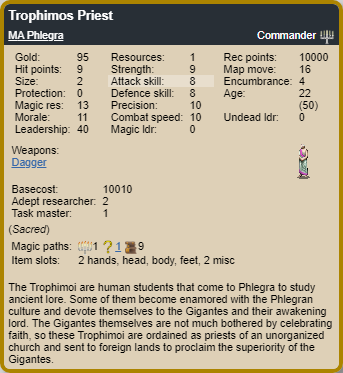 Trophimos Priest
MA Phlegra Commander
Gold: 95 Resources: 1 Rec points: 10000
Hit points: 9 Strength: 9 Map move: 16
Size: 2 Attack skill: 8 Encumbrance: 4
Protection: 0 Defence skill: 8 Age: 22
Magic res: 13 Precision: 10 (50)
Morale: 11 Combat speed: 10 Undead ldr: 0
Leadership: 40 Magic ldr: 0
Weapons:
Dagger
Basecost: 10010
Adept researcher: 2
Task master: 1
(Sacred)
Magic paths: 1 ? 1 9
Item slots: 2 hands, head, body, feet, 2 misc
The Trophimoi are human students that come to Phlegra to study
ancient lore. Some of them become enamored with the Phlegran
culture and devote themselves to the Gigantes and their awakening
lord. The Gigantes themselves are not much bothered by celebrating
faith, so these Trophimoi are ordained as priests of an unorganized
church and sent to foreign lands to proclaim the superiority of the
Gigantes.